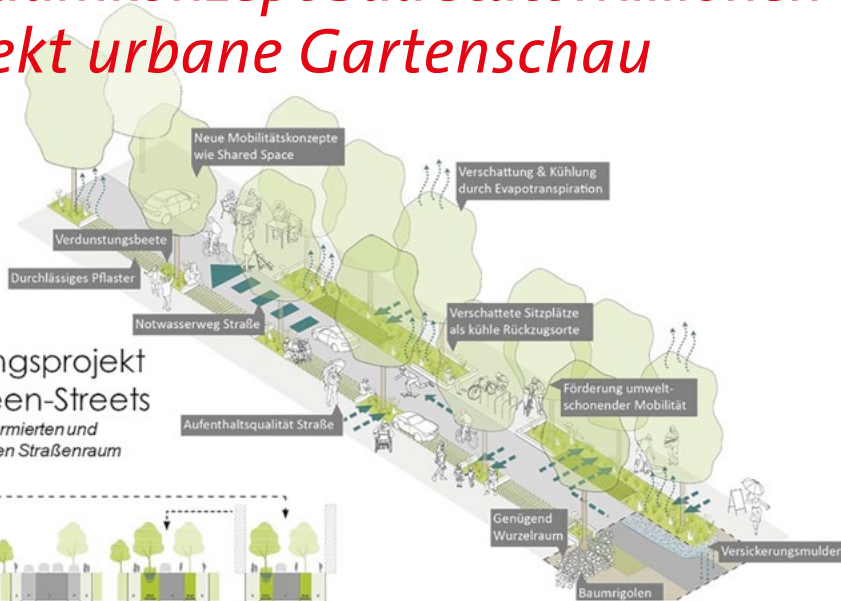 ekt urbane Gartenschau
Neue Mobilitätskonzepte
wie Shared Space
Verschattung & Kühlung
durch Evapotranspiration
Verdunstungsbeete
Durchlässiges Pflaster
Notwasserweg Straße
Verschattete Sitzplätze
als kühle Rückzugsorte
ngsprojekt
een-Streets
rmierten und
en Straßenraum
Förderung umwelt-
schonender Mobilität
Aufenthaltsqualität Straße
Genügend
Wurzelraum
Versickerungsmulden
Baumrigolen